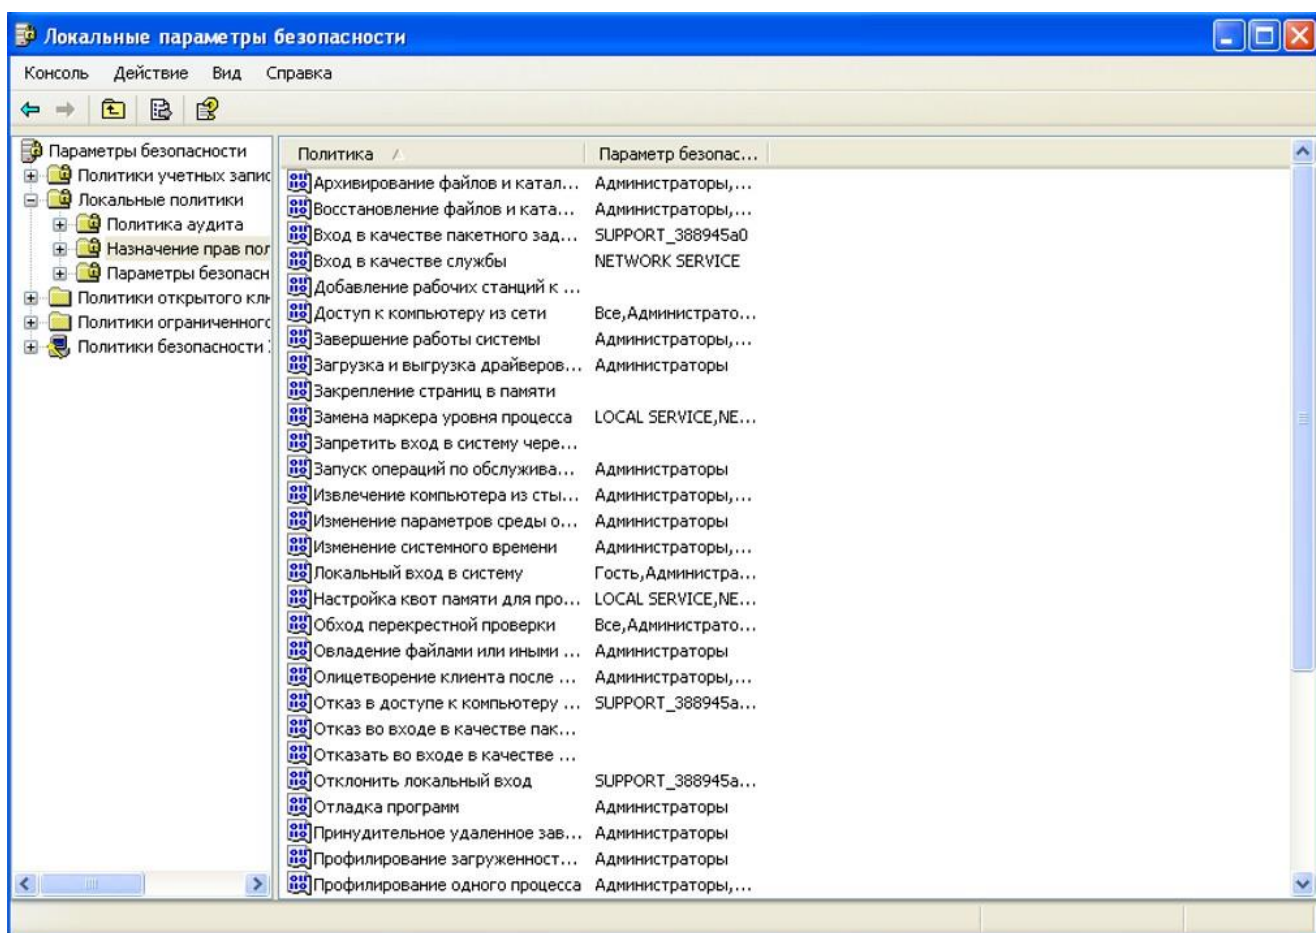 Локальные параметры безопасности
Консоль Действие Вид Справка
Параметры безопасности
Политики учетных запис
Локальные политики
Политика аудита
Назначение прав пол
Параметры безопасн
Политики открытого клн
Политики ограниченного
Политики безопасности
Политика Параметр безопас...
Архивирование файлов и катал... Администраторы,...
Восстановление файлов и ката... Администраторы,...
Вход в качестве пакетного зад... SUPPORT_388945a0
Вход в качестве службы NETWORK SERVICE
Добавление рабочих станций к ...
Доступ к компьютеру из сети Все,Администрато...
Завершение работы системы Администраторы,...
Загрузка и выгрузка драйверов... Администраторы
Закрепление страниц в памяти
Замена маркера уровня процесса LOCAL SERVICE,NE...
Запретить вход в систему чере...
Запуск операций по обслужива... Администраторы
Извлечение компьютера из сты... Администраторы,...
Изменение параметров среды о... Администраторы
Изменение системного времени Администраторы,...
Локальный вход в систему Гость,Администра...
Настройка квот памяти для про... LOCAL SERVICE,NE...
Обход перекрестной проверки Все,Администрато...
Овладение файлами или иными ... Администраторы
Олицетворение клиента после ... Администраторы,...
Отказ в доступе к компьютеру ... SUPPORT_388945a...
Отказ во входе в качестве пак...
Отказать во входе в качестве ...
Отклонить локальный вход SUPPORT_388945a...
Отладка программ Администраторы
Принудительное удаленное зав... Администраторы
Профилирование загруженност... Администраторы
Профилирование одного процесса Администраторы,...